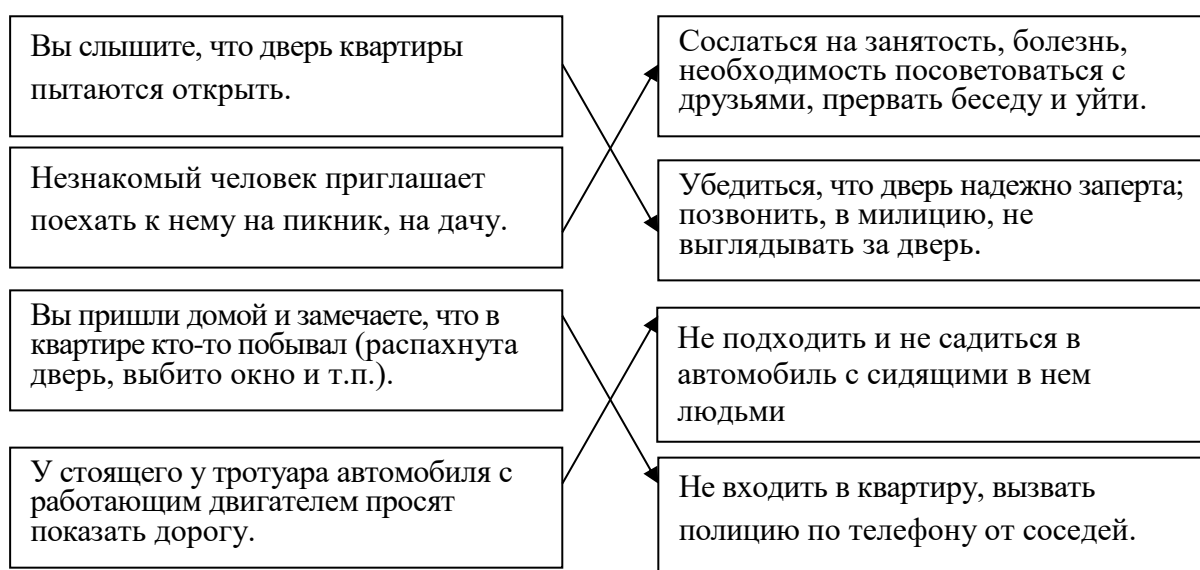 Вы слышите, что дверь квартиры
пытаются открыть.
Незнакомый человек приглашает
поехать к нему на пикник, на дачу.
Вы пришли домой и замечаете, что в
квартире кто-то побывал (распахнута
дверь, выбито окно и т.п.).
У стоящего у тротуара автомобиля с
работающим двигателем просят
показать дорогу.
Сослаться на занятость, болезнь,
необходимость посоветоваться с
друзьями, прервать беседу и уйти.
Убедиться, что дверь надежно заперта;
позвонить, в милицию, не
выглядывать за дверь.
Не подходить и не садиться в
автомобиль с сидящими в нем
людьми
Не входить в квартиру, вызвать
полицию по телефону от соседей.